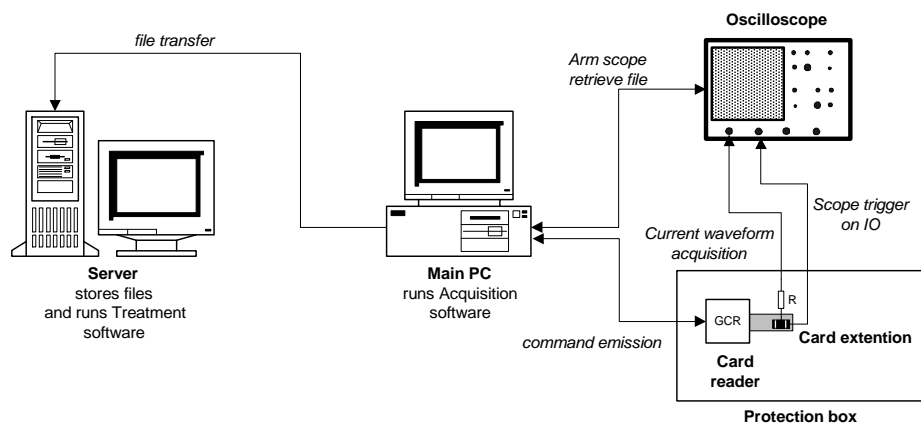 Oscilloscope
file transfer
Arm scope
retrieve file
Scope trigger
on IO
Current waveform
acquisition
Server
stores files
and runs Treatment
software
Main PC
runs Acquisition
software
R
GCR
command emission
Card extention
Card
reader
Protection box